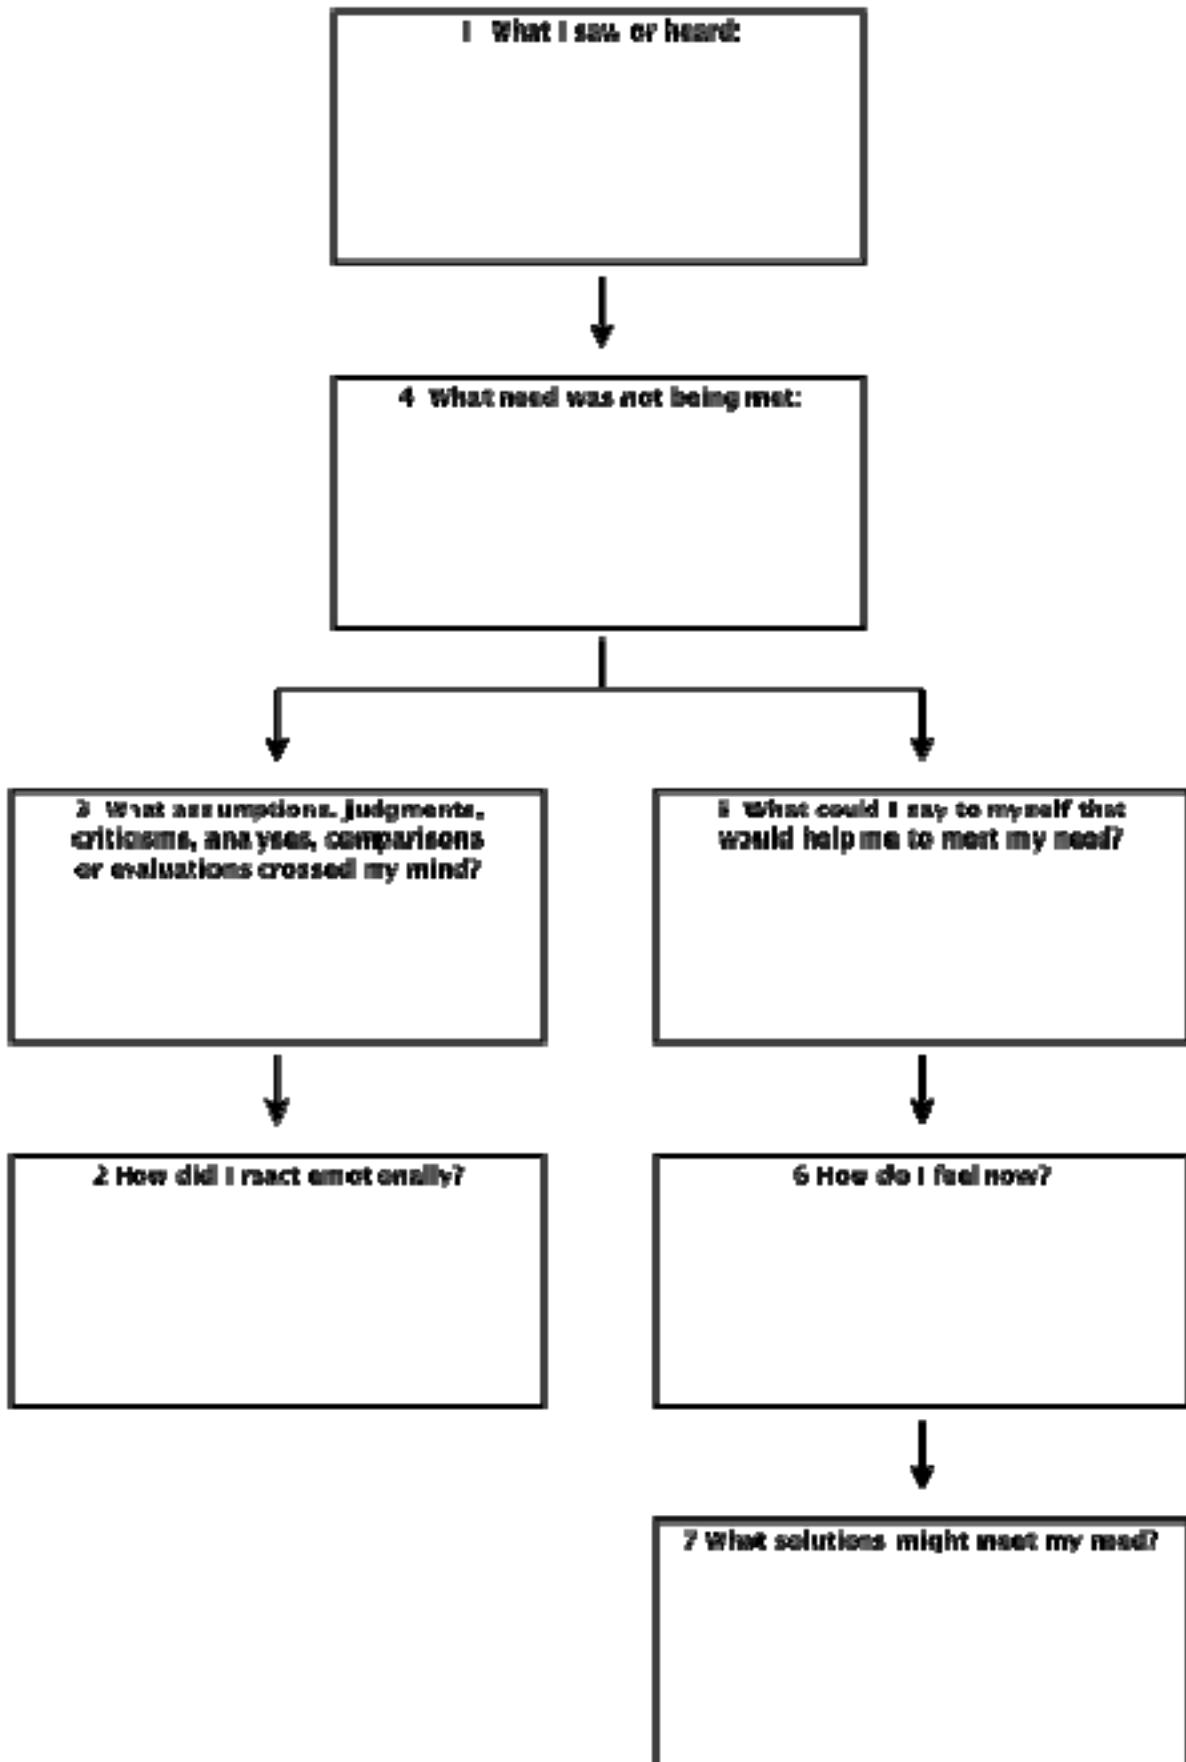 1 What I saw or heard:
4 What need was not being met:
3 What assumptions, judgments,
criticisms, analyses, comparisons
or evaluations crossed my mind?
5 What could I say to myself that
would help me to meet my need?
2 How did I react emotionally?
6 How do I feel now?
7 What solutions might meet my need?